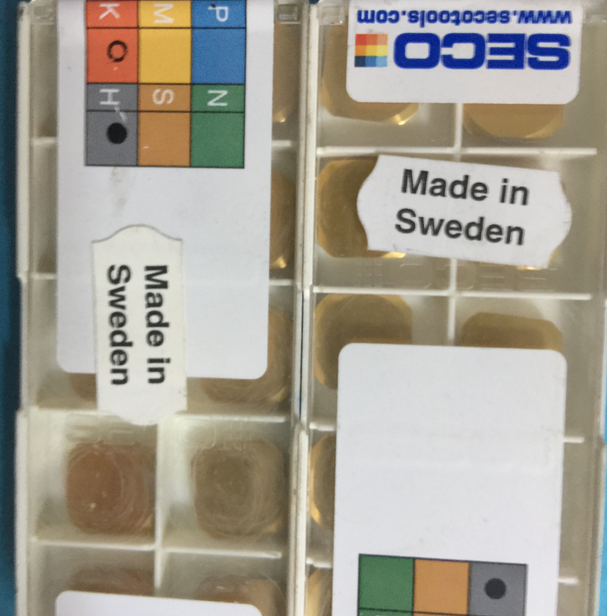 K M P
H S N
Made in
Sweden
SECO
www.secotools.com
Made in
Sweden